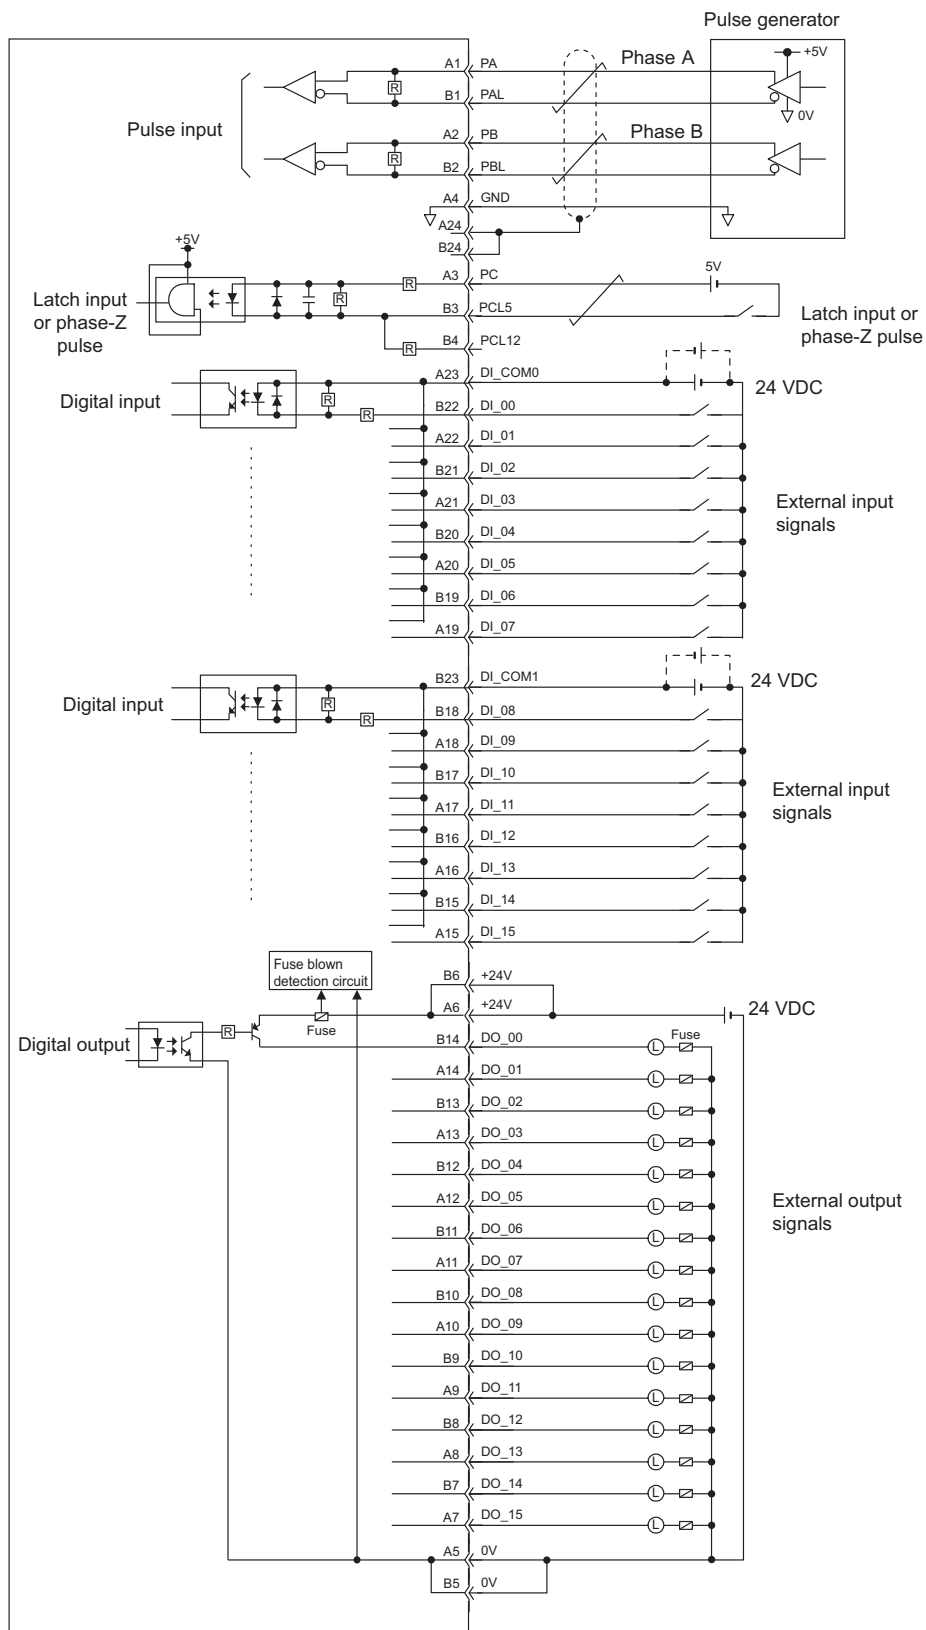 Pulse generator
+5V
A1 PA
Phase A
R
B1 PAL
0V
Pulse input
A2 PB
Phase B
R
B2 PBL
A4 GND
A24
B24
+5V
A3 PC
5V
R
R
Latch input
or phase-Z
pulse
B3 PCL5
Latch input or
phase-Z pulse
R
B4 PCL12
A23 DI_COM0
24 VDC
Digital input
R
R
B22 DI_00
A22 DI_01
B21 DI_02
A21 DI_03
External input
signals
B20 DI_04
A20 DI_05
B19 DI_06
A19 DI_07
B23 DI_COM1
24 VDC
Digital input
R
R
B18 DI_08
A18 DI_09
B17 DI_10
A17 DI_11
External input
signals
B16 DI_12
A16 DI_13
B15 DI_14
A15 DI_15
Fuse blown
detection circuit
B6 +24V
A6 +24V
24 VDC
Fuse
Digital output
R
B14 DO_00
L
Fuse
A14 DO_01
L
B13 DO_02
L
A13 DO_03
L
B12 DO_04
L
A12 DO_05
L
External output
signals
B11 DO_06
L
A11 DO_07
L
B10 DO_08
L
A10 DO_09
L
B9 DO_10
L
A9 DO_11
L
B8 DO_12
L
A8 DO_13
L
B7 DO_14
L
A7 DO_15
L
A5 0V
B5 0V